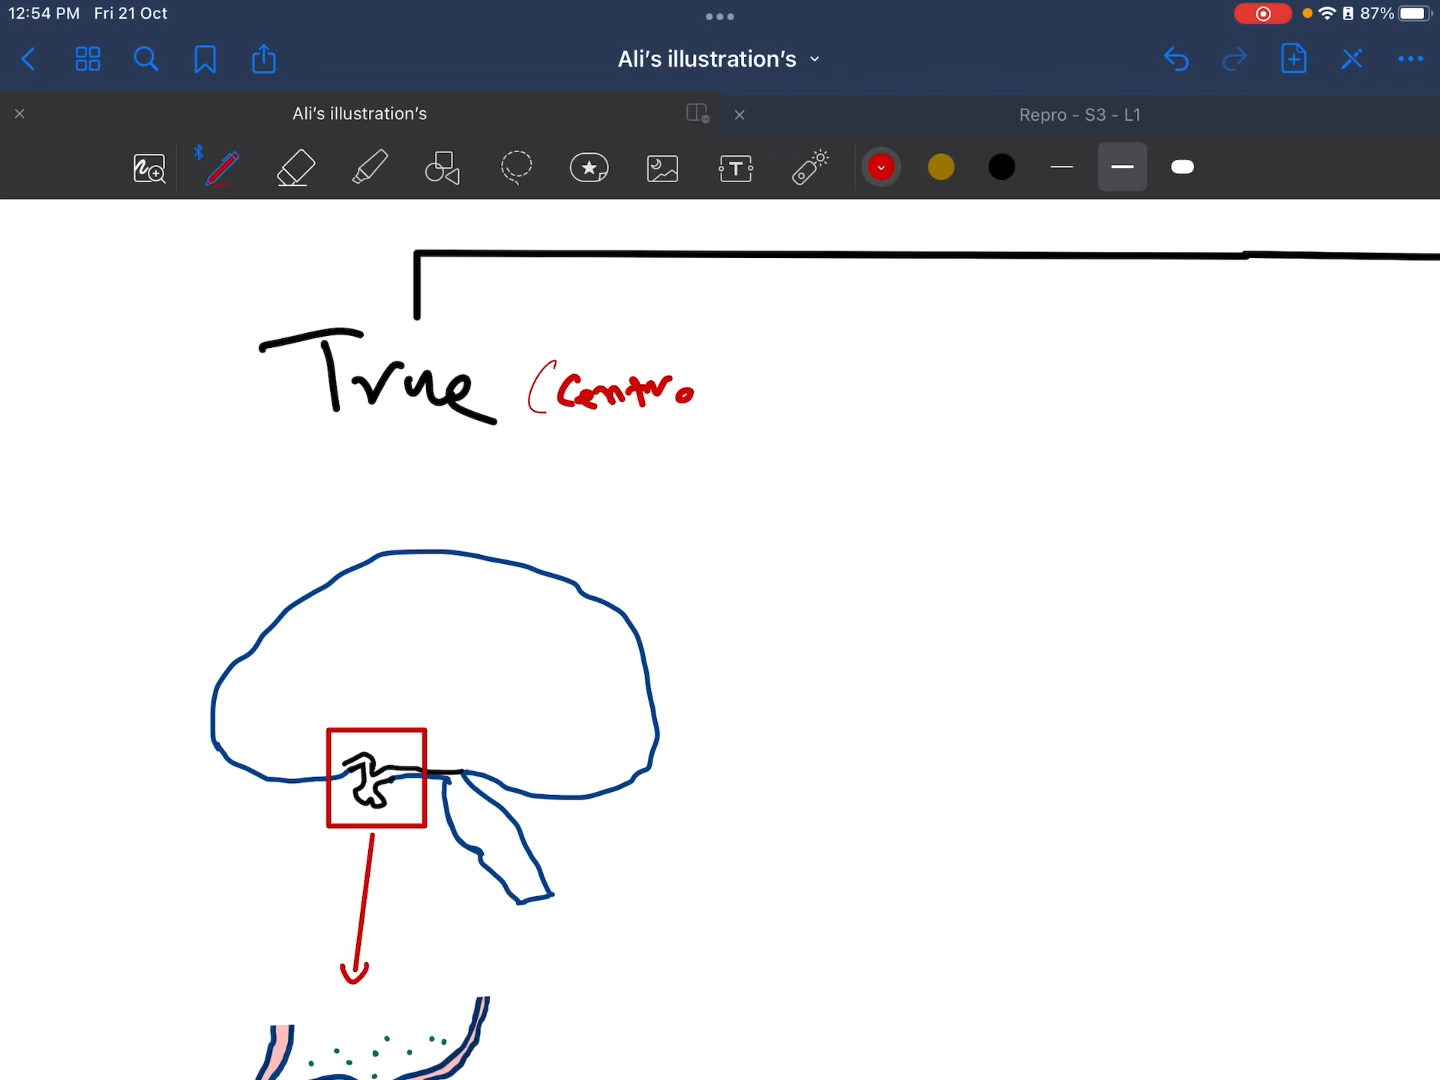 12:54 PM Fri 21 Oct
87%
Ali's illustration's
Ali's illustration's
Repro - S3 - L1
T
True (Centro